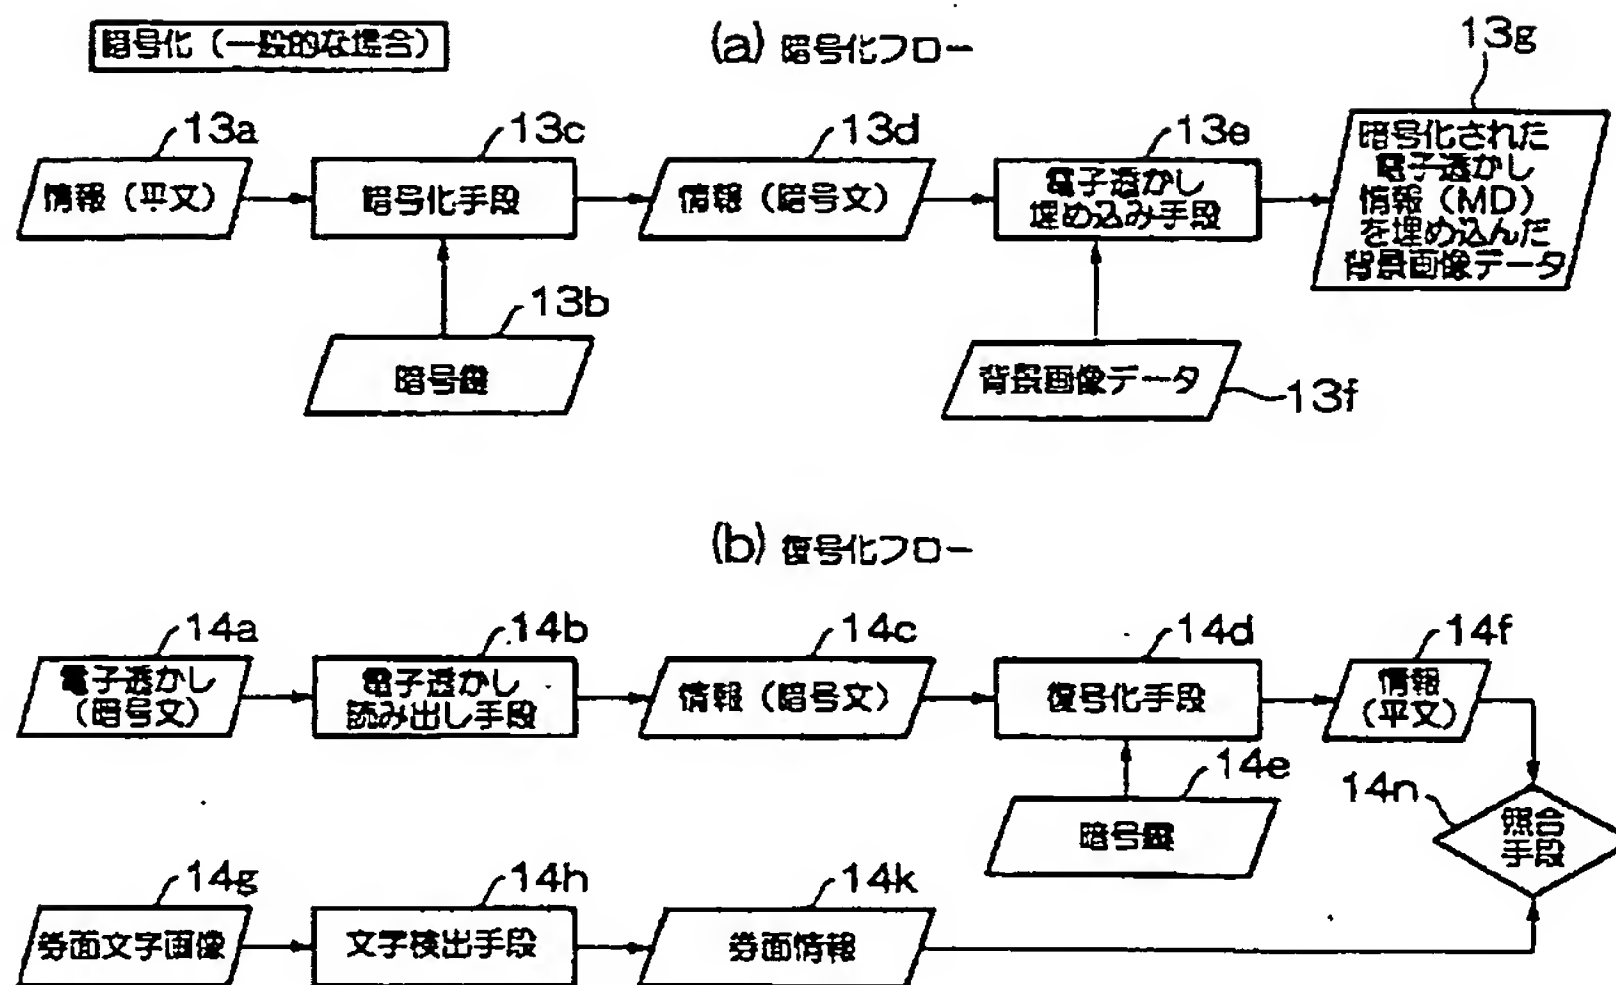 暗号化（一般的な場合）
(a) 暗号化フロー
13g
13a
13c
13d
13e
暗号化された
電子透かし
情報（MD）
を埋め込んだ
背景画像データ
情報（平文）
暗号化手段
情報（暗号文）
電子透かし
埋め込み手段
13b
暗号鍵
背景画像データ
13f
(b) 復号化フロー
14a
14b
14c
14d
14f
電子透かし
（暗号文）
電子透かし
読み出し手段
情報（暗号文）
復号化手段
情報
（平文）
14e
暗号鍵
14n
照合
手段
14g
14h
14k
券面文字画像
文字検出手段
券面情報